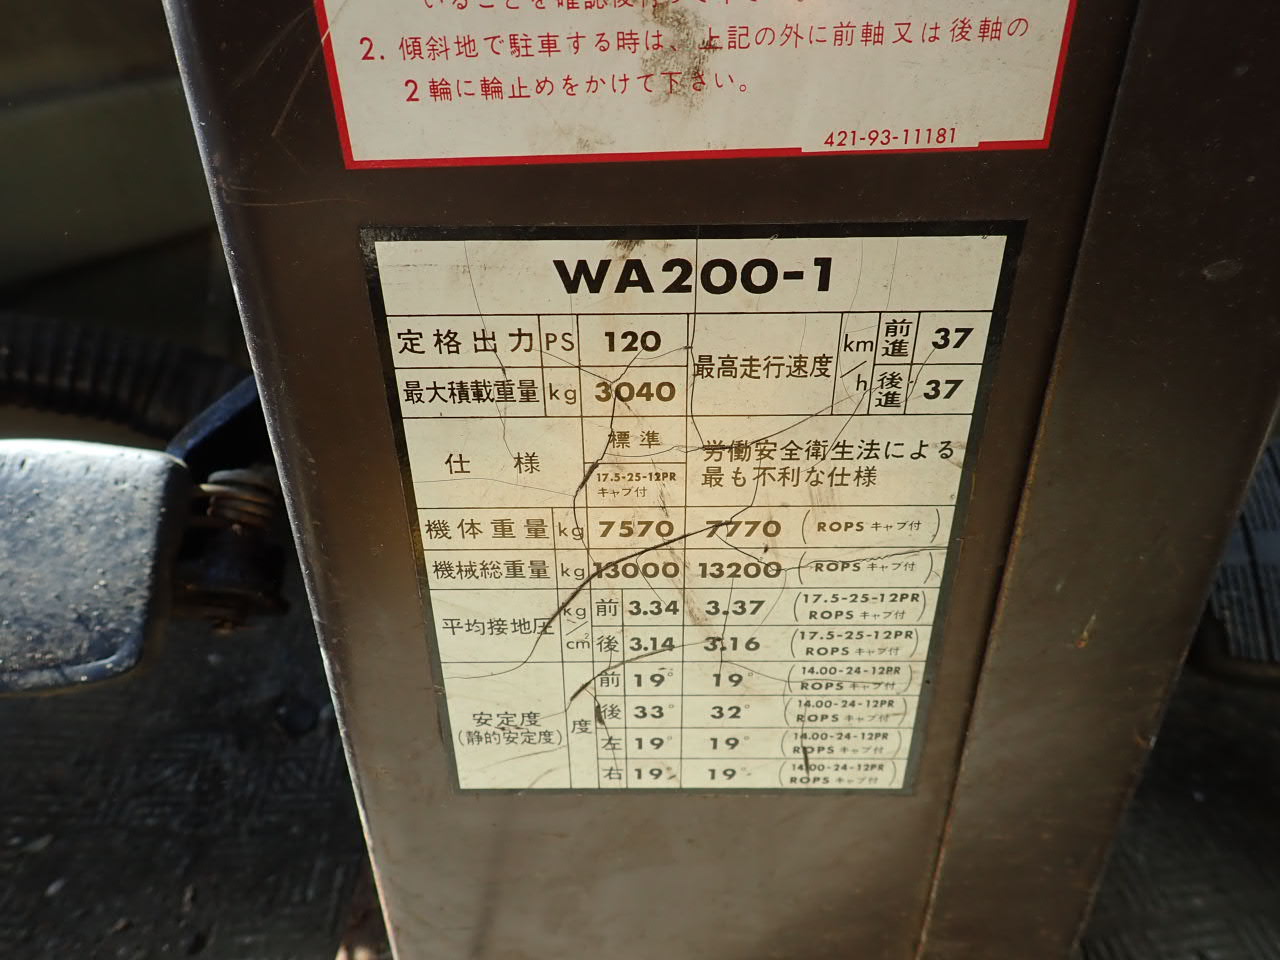 2. 傾斜地で駐車する時は、上記の外に前軸又は後軸の
2輪に輪止めをかけて下さい。
421-93-11181
WA200-1
定格出力 PS 120 最高走行速度 km/h 前進 37
最大積載重量 kg 3040 後進 37
仕様 標準 17.5-25-12PR キャブ付 労働安全衛生法による
最も不利な仕様
機体重量 kg 7570 7770 (ROPS キャブ付)
機械総重量 kg 13000 13200 (ROPS キャブ付)
平均接地圧 kg/cm² 前 3.34 3.37 (17.5-25-12PR ROPS キャブ付)
後 3.14 3.16 (17.5-25-12PR ROPS キャブ付)
安定度 (静的安定度) 度 前 19° 19° (14.00-24-12PR ROPS キャブ付)
後 33° 32° (14.00-24-12PR ROPS キャブ付)
左 19° 19° (14.00-24-12PR ROPS キャブ付)
右 19° 19° (14.00-24-12PR ROPS キャブ付)